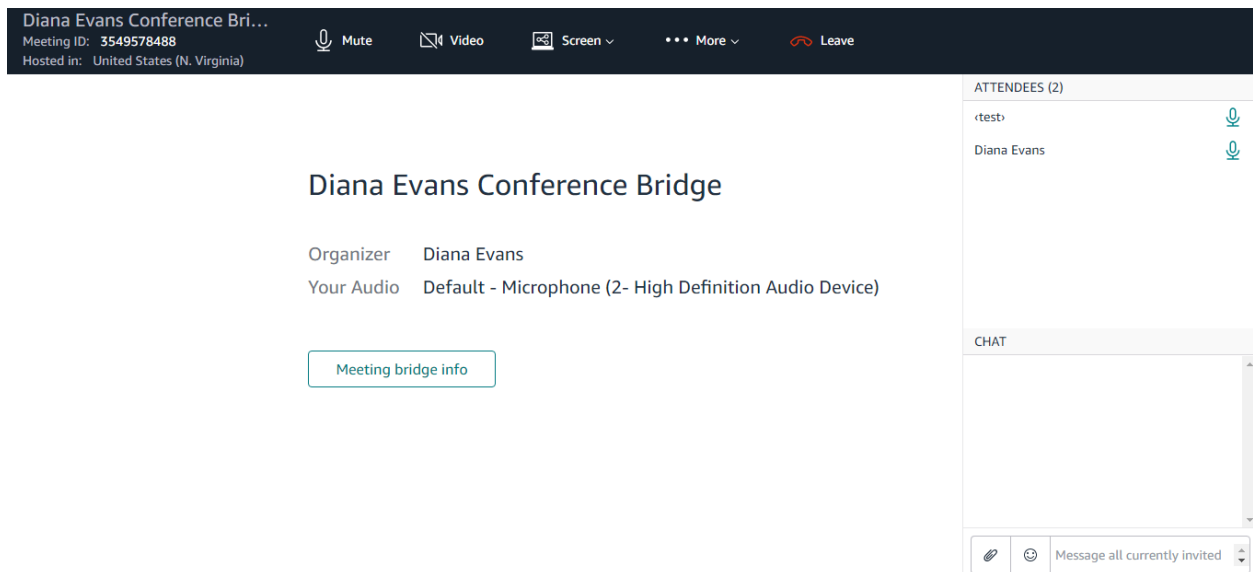 Diana Evans Conference Bri...
Meeting ID: 3549578488
Hosted in: United States (N. Virginia)
Mute
Video
Screen
More
Leave
Diana Evans Conference Bridge
Organizer Diana Evans
Your Audio Default - Microphone (2- High Definition Audio Device)
Meeting bridge info
ATTENDEES (2)
‹test›
Diana Evans
CHAT
Message all currently invited